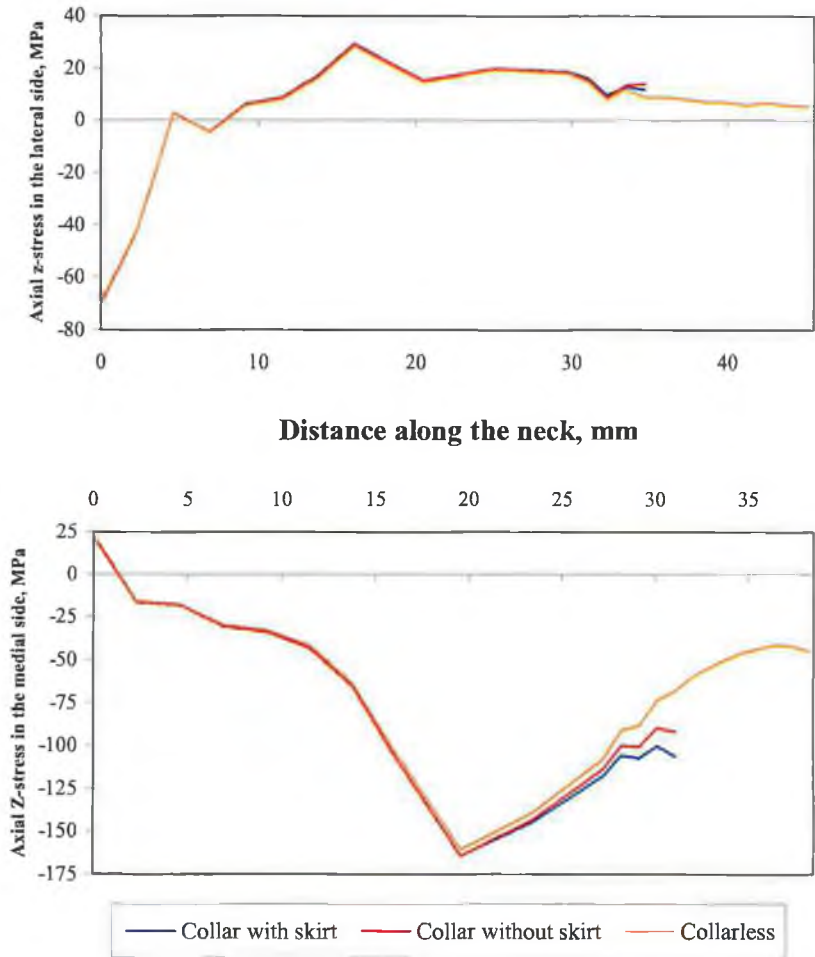 Axial z-stress in the lateral side, MPa
40
20
0
-20
-40
-60
-80
0 10 20 30 40
Distance along the neck, mm
0 5 10 15 20 25 30 35
Axial Z-stress in the medial side, MPa
25
0
-25
-50
-75
-100
-125
-150
-175
Collar with skirt Collar without skirt Collarless